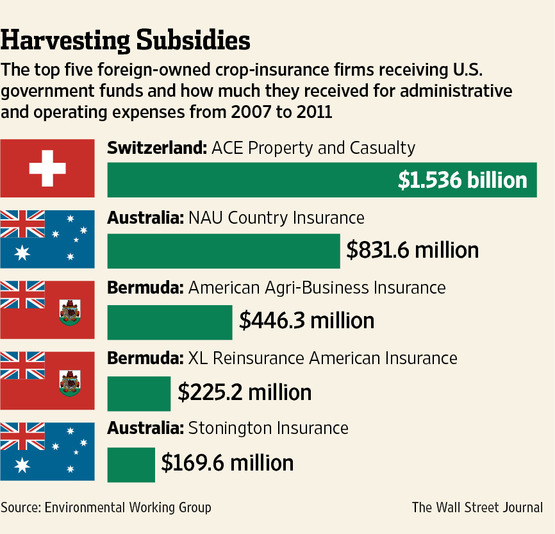 Harvesting Subsidies
The top five foreign-owned crop-insurance firms receiving U.S.
government funds and how much they received for administrative
and operating expenses from 2007 to 2011
Switzerland: ACE Property and Casualty
$1.536 billion
Australia: NAU Country Insurance
$831.6 million
Bermuda: American Agri-Business Insurance
$446.3 million
Bermuda: XL Reinsurance American Insurance
$225.2 million
Australia: Stonington Insurance
$169.6 million
Source: Environmental Working Group
The Wall Street Journal